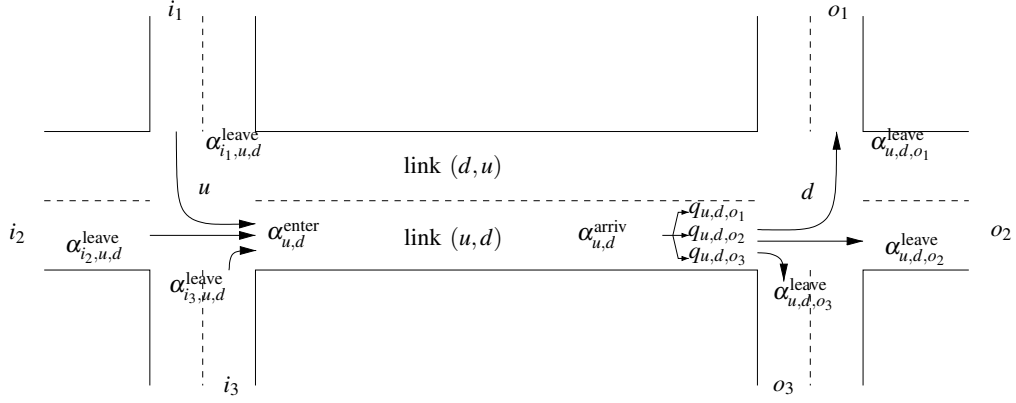 i₁
o₁
α^leave_{i₁,u,d}
α^leave_{u,d,o₁}
link (d,u)
u
d
i₂
α^leave_{i₂,u,d}
α^enter_{u,d}
link (u,d)
α^arriv_{u,d}
q_{u,d,o₁}
q_{u,d,o₂}
q_{u,d,o₃}
α^leave_{u,d,o₂}
o₂
α^leave_{i₃,u,d}
α^leave_{u,d,o₃}
i₃
o₃